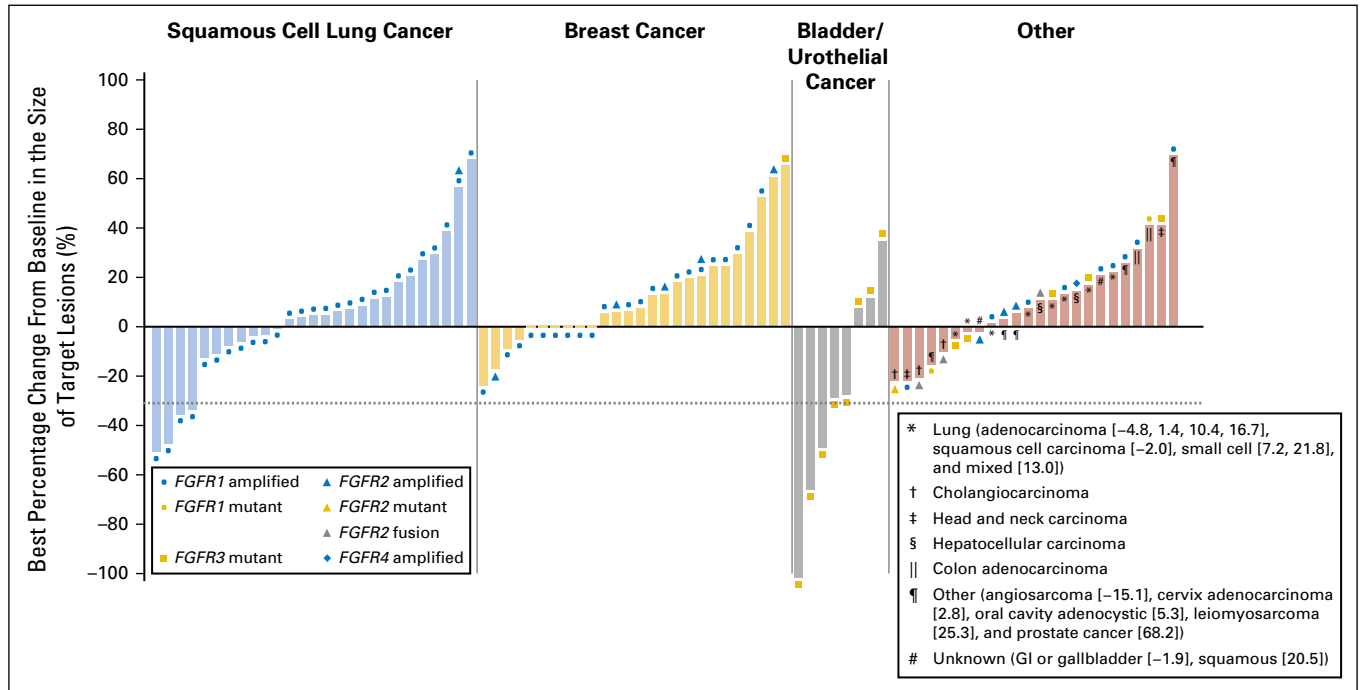 Squamous Cell Lung Cancer
Breast Cancer
Bladder/
Urothelial
Cancer
Other
Best Percentage Change From Baseline in the Size
of Target Lesions (%)
100
80
60
40
20
0
−20
−40
−60
−80
−100
FGFR1 amplified
FGFR2 amplified
FGFR1 mutant
FGFR2 mutant
FGFR2 fusion
FGFR3 mutant
FGFR4 amplified
† ‡ † ¶ † * * # * ¶ ¶ * § * * § * # * ¶ || || ‡ ¶
* Lung (adenocarcinoma [−4.8, 1.4, 10.4, 16.7],
squamous cell carcinoma [−2.0], small cell [7.2, 21.8],
and mixed [13.0])
† Cholangiocarcinoma
‡ Head and neck carcinoma
§ Hepatocellular carcinoma
|| Colon adenocarcinoma
¶ Other (angiosarcoma [−15.1], cervix adenocarcinoma
[2.8], oral cavity adenocystic [5.3], leiomyosarcoma
[25.3], and prostate cancer [68.2])
# Unknown (GI or gallbladder [−1.9], squamous [20.5])